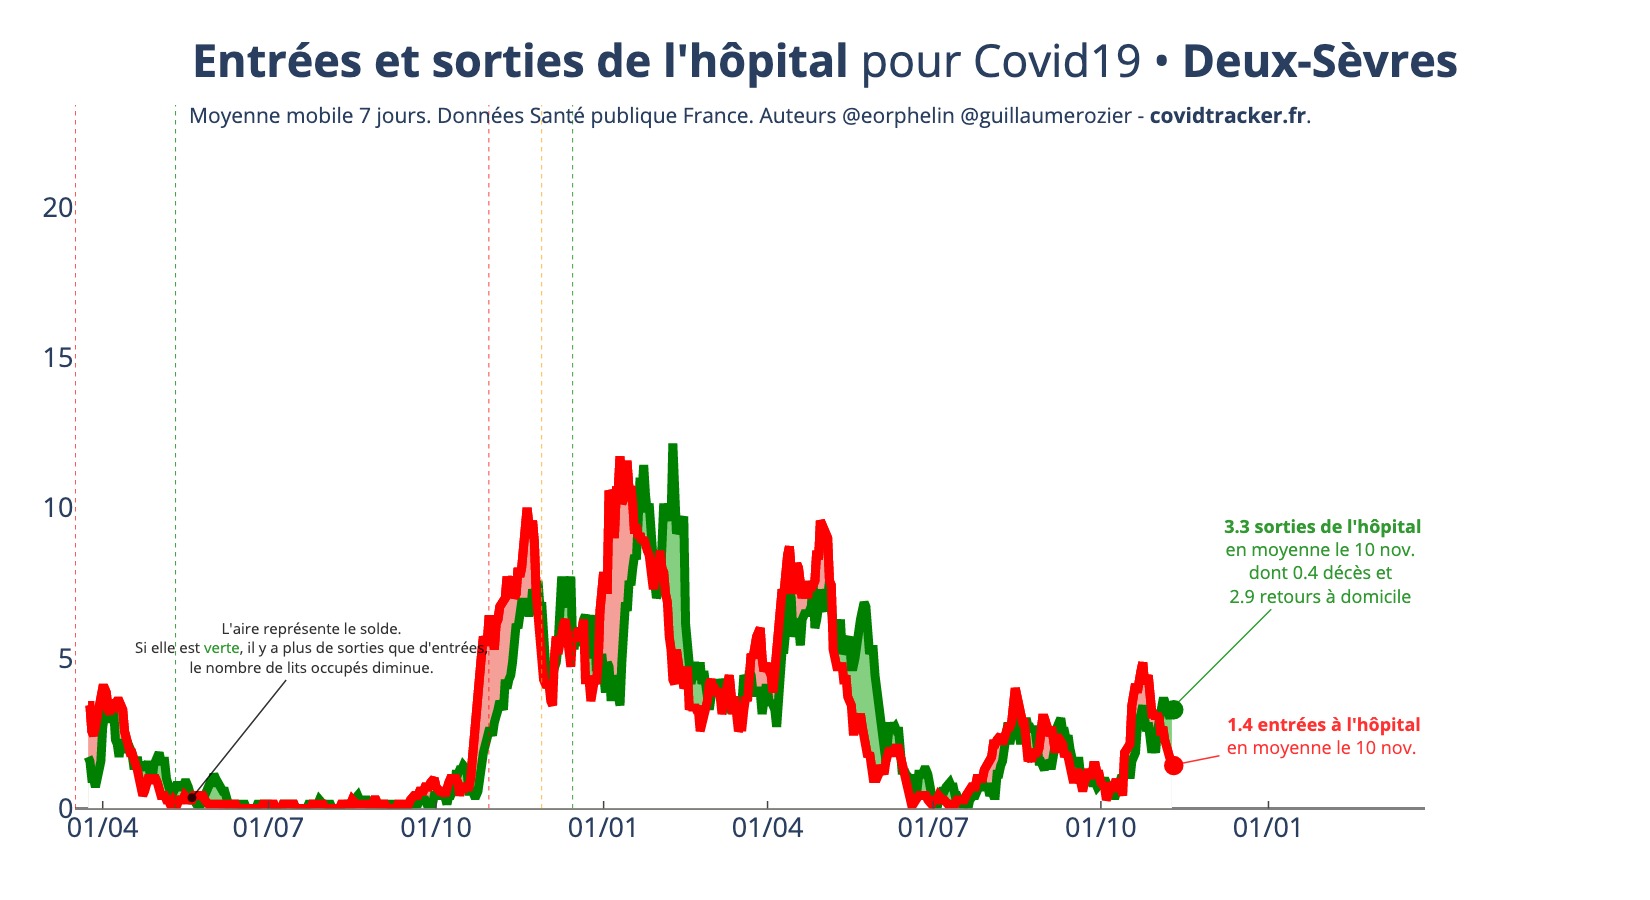 Entrées et sorties de l'hôpital pour Covid19 • Deux-Sèvres
Moyenne mobile 7 jours. Données Santé publique France. Auteurs @eorphelin @guillaumerozier - covidtracker.fr.
20
15
10
5
0
3.3 sorties de l'hôpital
en moyenne le 10 nov.
dont 0.4 décès et
2.9 retours à domicile
L'aire représente le solde.
Si elle est verte, il y a plus de sorties que d'entrées,
le nombre de lits occupés diminue.
1.4 entrées à l'hôpital
en moyenne le 10 nov.
01/04
01/07
01/10
01/01
01/04
01/07
01/10
01/01